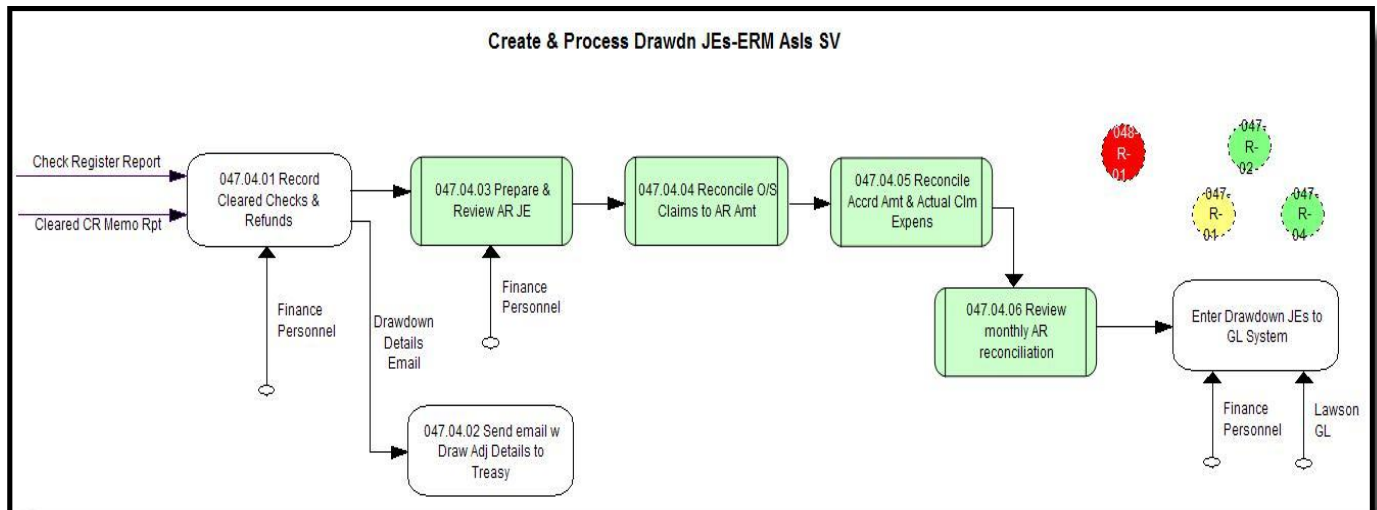 Create & Process Drawdn JEs-ERM AsIs SV
Check Register Report
Cleared CR Memo Rpt
047.04.01 Record
Cleared Checks &
Refunds
Finance
Personnel
Drawdown
Details
Email
047.04.02 Send email w
Draw Adj Details to
Treasy
047.04.03 Prepare &
Review AR JE
Finance
Personnel
047.04.04 Reconcile O/S
Claims to AR Amt
047.04.05 Reconcile
Accrd Amt & Actual Clm
Expens
047.04.06 Review
monthly AR
reconciliation
048-
R-
01
047-
R-
02-
047-
R-
01
047-
R-
04
Enter Drawdown JEs to
GL System
Finance
Personnel
Lawson
GL